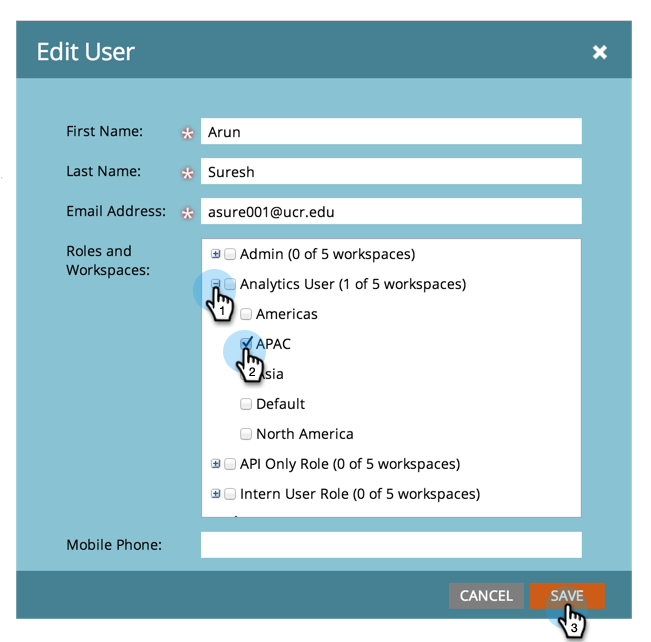 Edit User
First Name: Arun
Last Name: Suresh
Email Address: asure001@ucr.edu
Roles and
Workspaces:
Admin (0 of 5 workspaces)
Analytics User (1 of 5 workspaces)
1
Americas
APAC
2
Asia
Default
North America
API Only Role (0 of 5 workspaces)
Intern User Role (0 of 5 workspaces)
Mobile Phone:
CANCEL SAVE
3